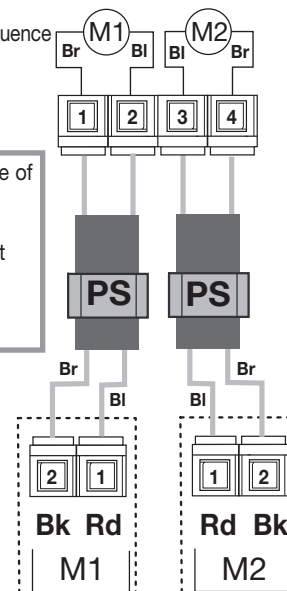 uence
M1 M2
Br Bl Bl Br
1 2 3 4
e of
t
PS PS
Br Br
Bl Bl
2 1 1 2
Bk Rd Rd Bk
M1 M2